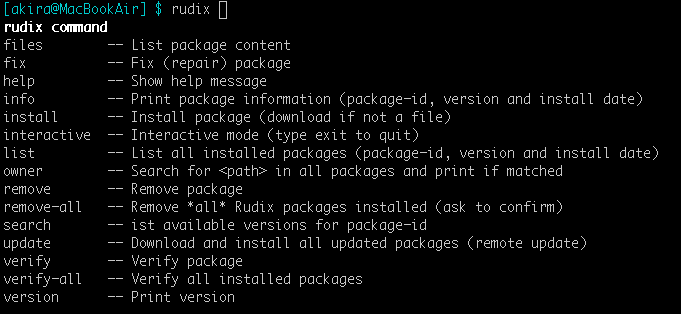 [akira@MacBookAir] $ rudix
rudix command
files        -- List package content
fix          -- Fix (repair) package
help         -- Show help message
info         -- Print package information (package-id, version and install date)
install      -- Install package (download if not a file)
interactive  -- Interactive mode (type exit to quit)
list         -- List all installed packages (package-id, version and install date)
owner        -- Search for <path> in all packages and print if matched
remove       -- Remove package
remove-all   -- Remove *all* Rudix packages installed (ask to confirm)
search       -- ist available versions for package-id
update       -- Download and install all updated packages (remote update)
verify       -- Verify package
verify-all   -- Verify all installed packages
version      -- Print version